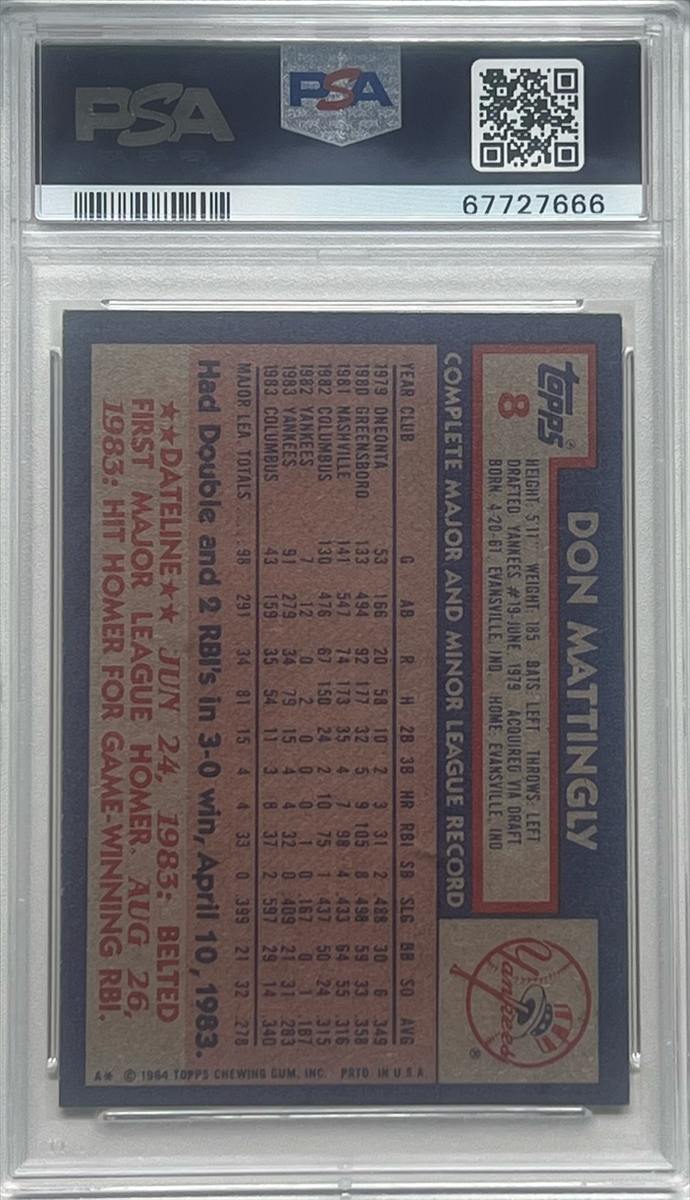 PSA
PSA
67727666
topps®
8
DON MATTINGLY
HEIGHT: 5'11" WEIGHT: 185 BATS: LEFT THROWS: LEFT
DRAFTED: YANKEES #19-JUNE, 1979 ACQUIRED: VIA DRAFT
BORN: 4-20-61 EVANSVILLE, IND HOME: EVANSVILLE, IND
Yankees ®
COMPLETE MAJOR AND MINOR LEAGUE RECORD
YEAR CLUB G AB R H 2B 3B HR RBI SB SLG BB SO AVG
1979 ONEONTA 53 166 20 58 10 2 3 31 2 .488 30 6 .349
1980 GREENSBORO 133 494 92 177 32 5 9 105 8 .498 59 33 .358
1981 NASHVILLE 141 547 74 173 35 4 7 98 4 .433 64 55 .316
1982 COLUMBUS 130 476 67 150 24 2 10 75 1 .437 50 24 .315
1982 YANKEES 7 12 0 2 0 0 0 1 0 .167 0 1 .167
1983 YANKEES 91 279 34 79 15 4 4 32 0 .409 21 31 .283
1983 COLUMBUS 43 159 35 54 11 3 8 37 2 .597 29 14 .340
MAJOR LEA. TOTALS .... 98 291 34 81 15 4 4 33 0 .399 21 32 .278
Had Double and 2 RBI's in 3-0 win, April 10, 1983.
★★DATELINE★★ JUN 24, 1983: BELTED
FIRST MAJOR LEAGUE HOMER. AUG 26,
1983: HIT HOMER FOR GAME-WINNING RBI.
A* © 1984 TOPPS CHEWING GUM, INC. PRTD. IN U.S.A.